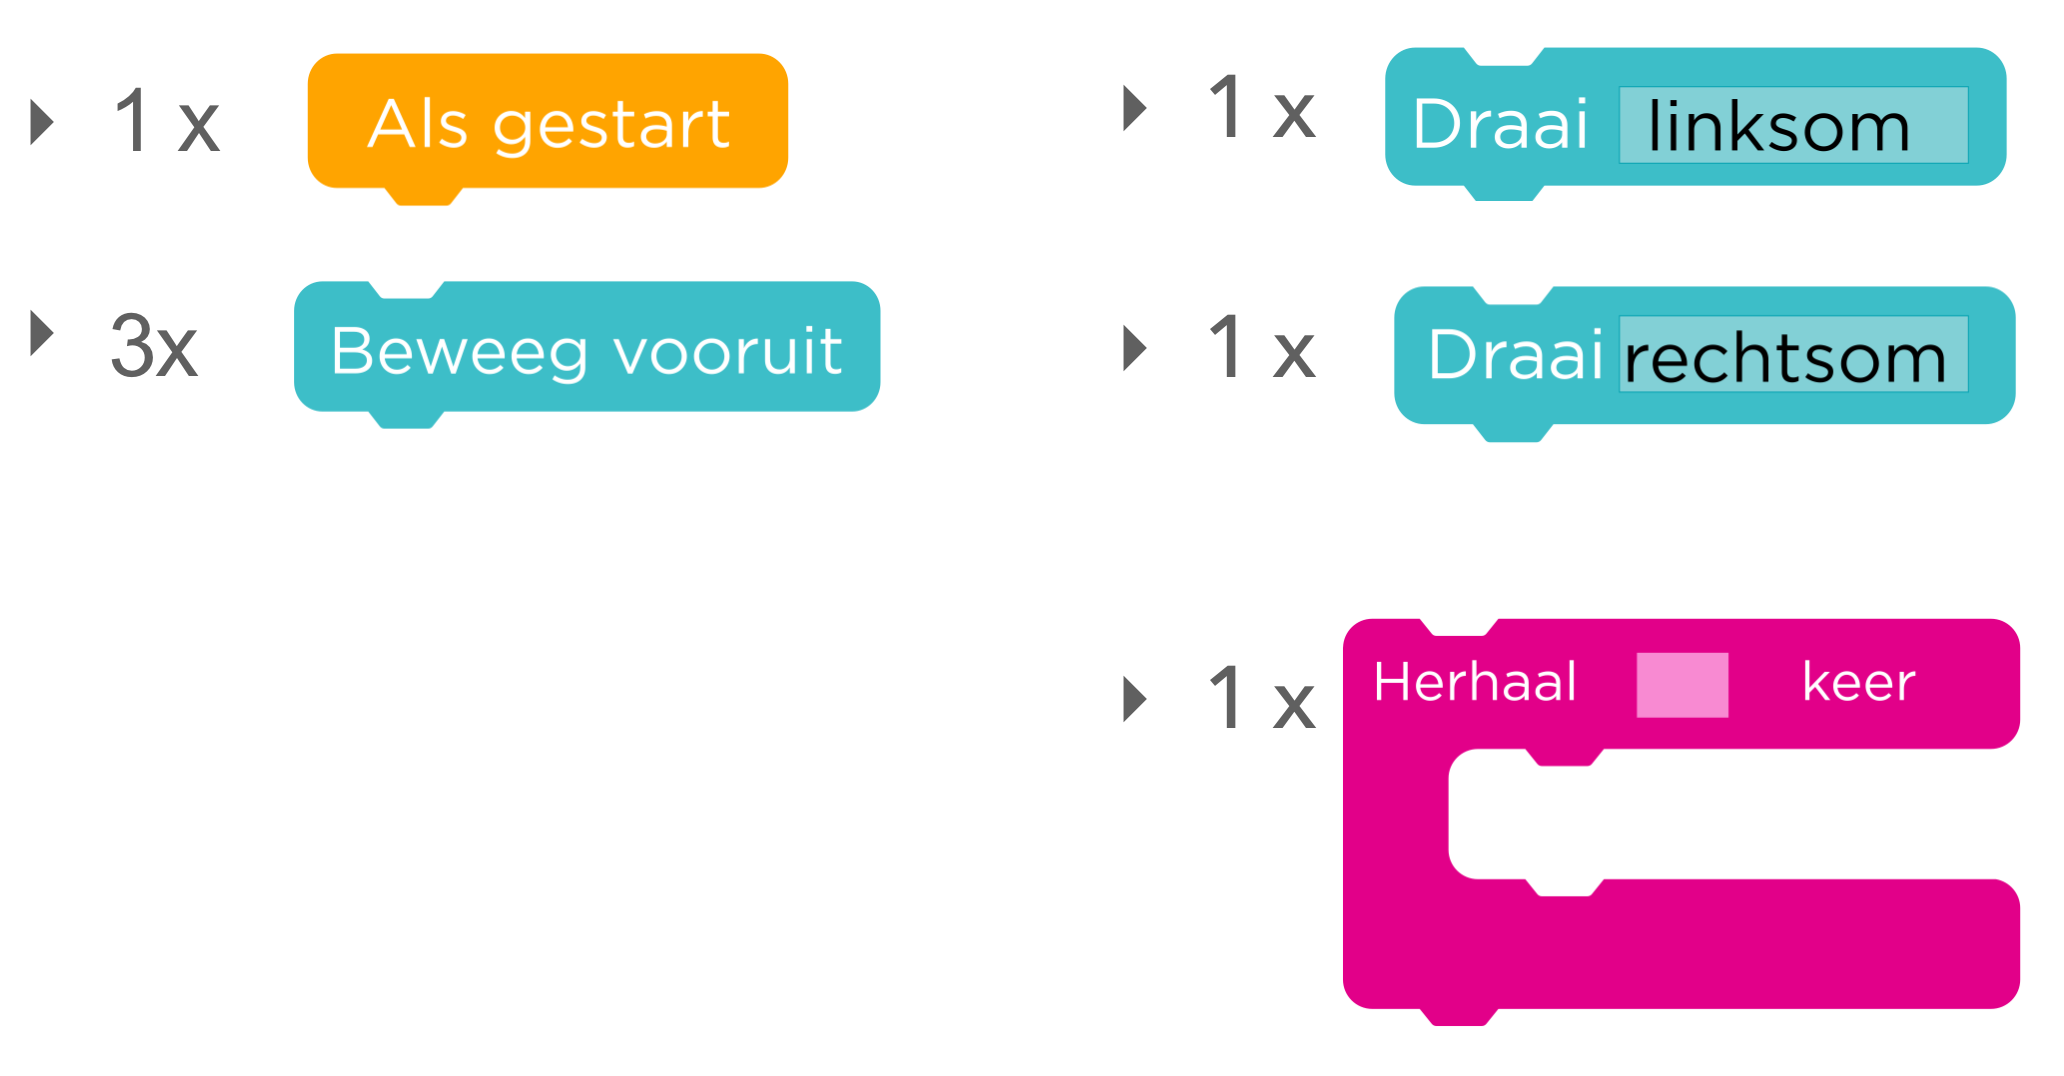 1 x Als gestart
3x Beweeg vooruit
1 x Draai linksom
1 x Draai rechtsom
1 x Herhaal keer